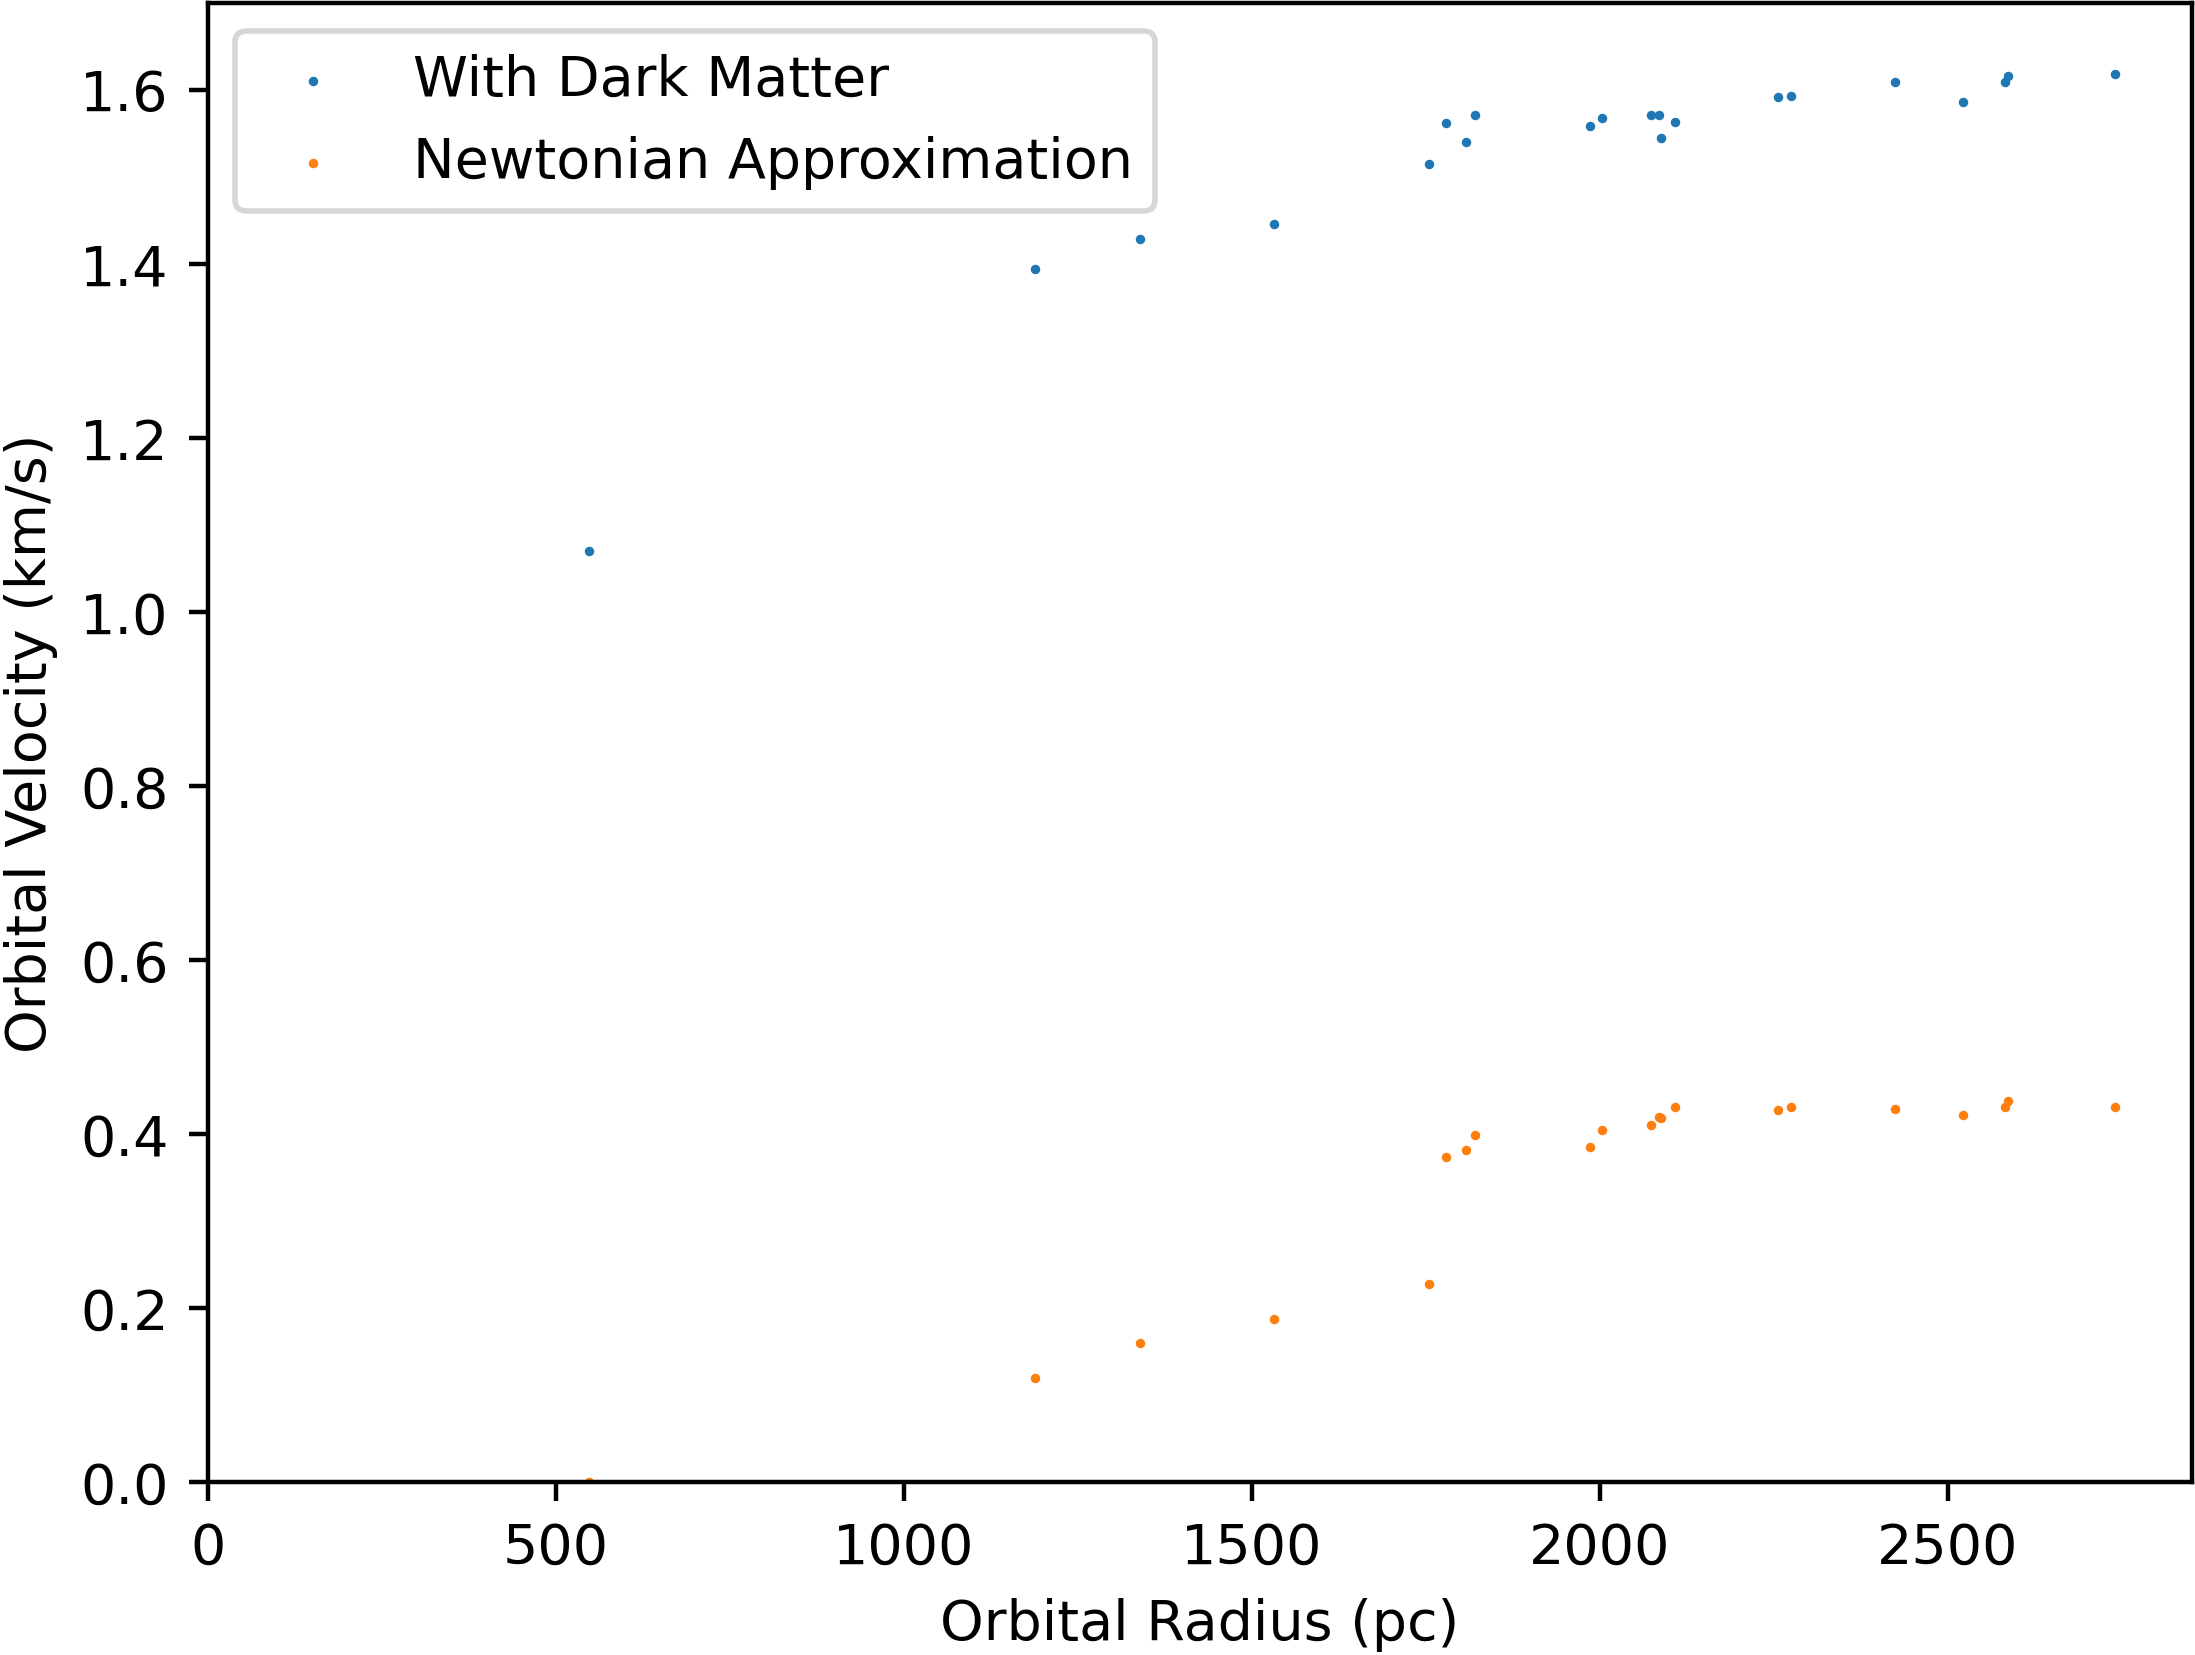 With Dark Matter
Newtonian Approximation
1.6
1.4
1.2
1.0
0.8
0.6
0.4
0.2
0.0
Orbital Velocity (km/s)
0 500 1000 1500 2000 2500
Orbital Radius (pc)